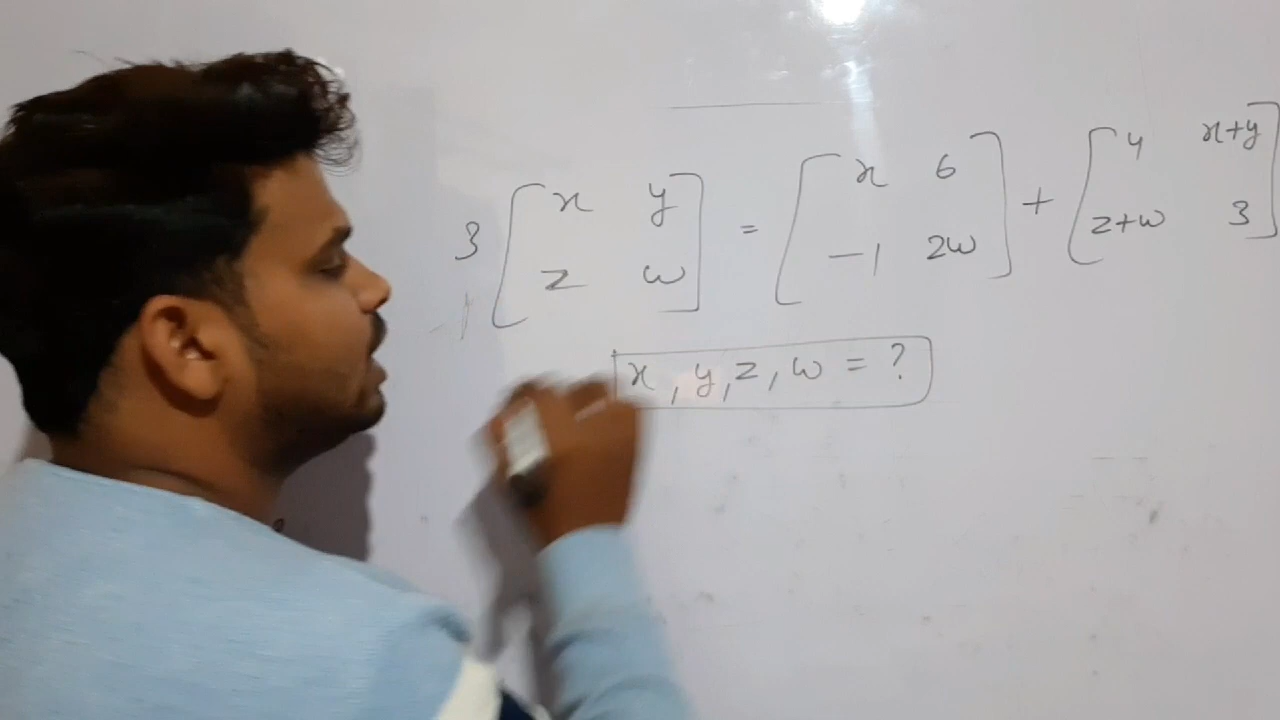 3 [ x y ; z w ] = [ x 6 ; -1 2w ] + [ 4 x+y ; z+w 3 ]
x, y, z, w = ?